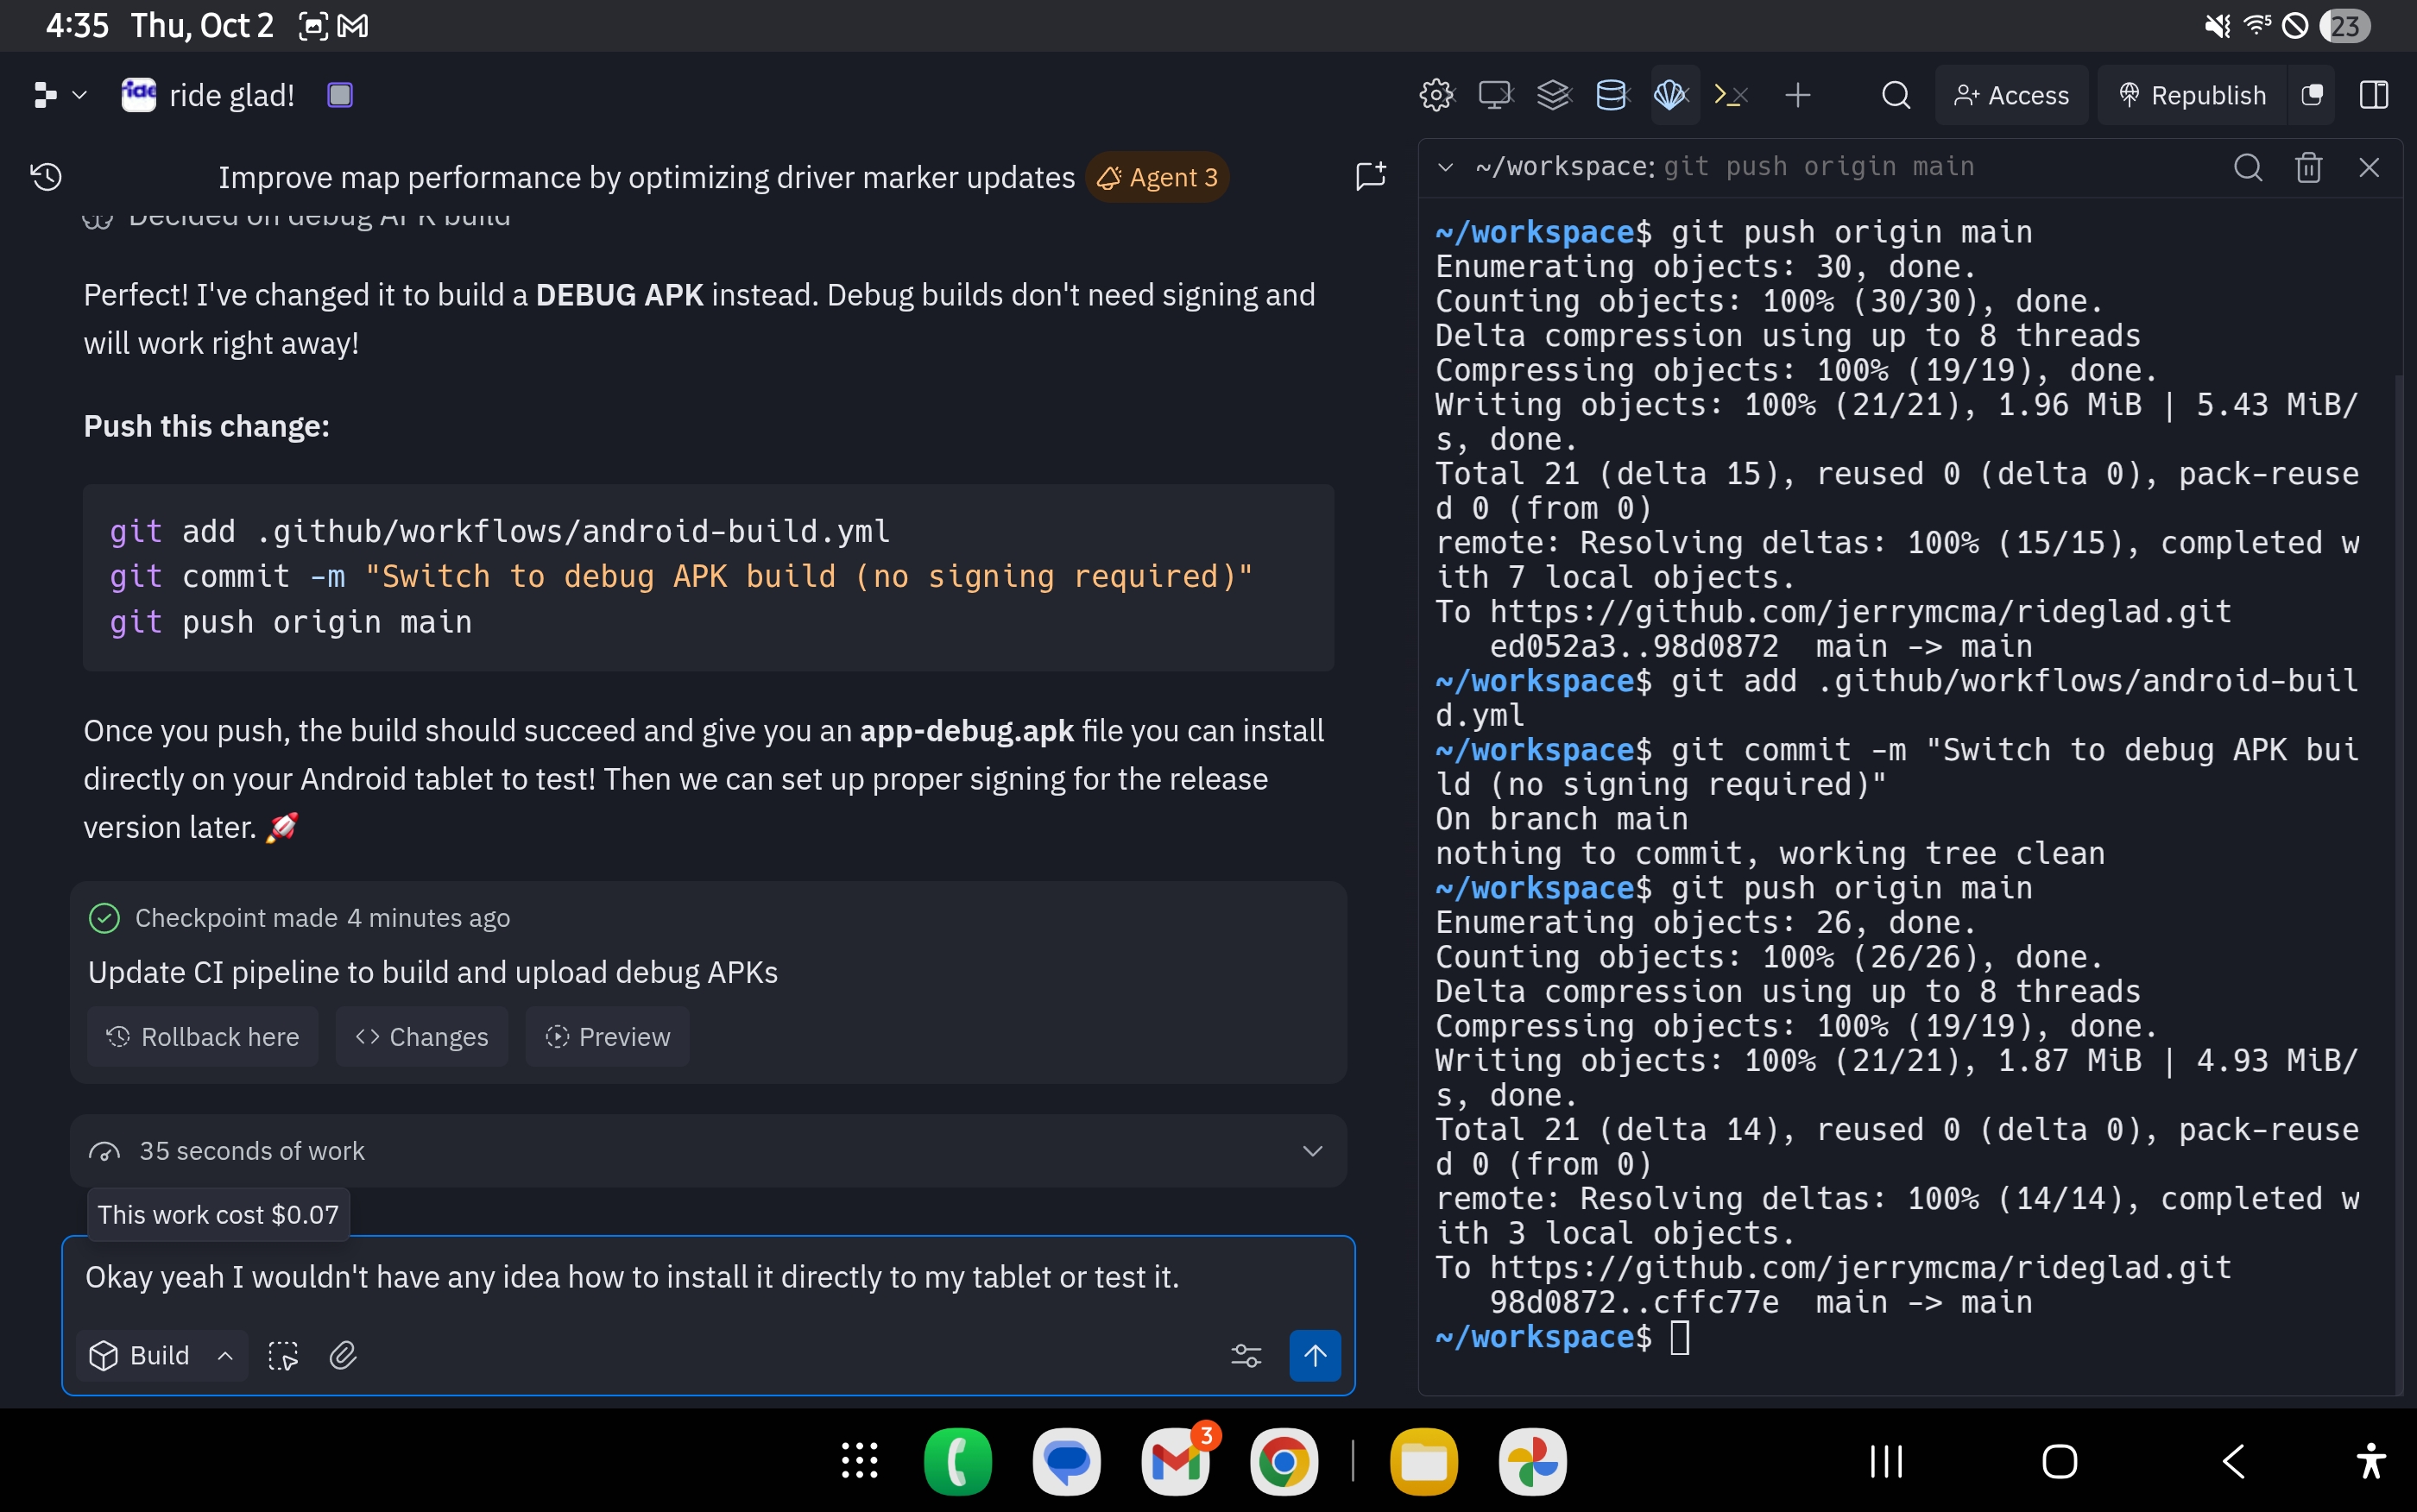 4:35 Thu, Oct 2
23
ride glad!
Access
Republish
Improve map performance by optimizing driver marker updates
Agent 3
Decided on debug APK build
Perfect! I've changed it to build a DEBUG APK instead. Debug builds don't need signing and
will work right away!
Push this change:
git add .github/workflows/android-build.yml
git commit -m "Switch to debug APK build (no signing required)"
git push origin main
Once you push, the build should succeed and give you an app-debug.apk file you can install
directly on your Android tablet to test! Then we can set up proper signing for the release
version later. 🚀
Checkpoint made 4 minutes ago
Update CI pipeline to build and upload debug APKs
Rollback here
Changes
Preview
35 seconds of work
This work cost $0.07
Okay yeah I wouldn't have any idea how to install it directly to my tablet or test it.
Build
~/workspace: git push origin main
~/workspace$ git push origin main
Enumerating objects: 30, done.
Counting objects: 100% (30/30), done.
Delta compression using up to 8 threads
Compressing objects: 100% (19/19), done.
Writing objects: 100% (21/21), 1.96 MiB | 5.43 MiB/
s, done.
Total 21 (delta 15), reused 0 (delta 0), pack-reuse
d 0 (from 0)
remote: Resolving deltas: 100% (15/15), completed w
ith 7 local objects.
To https://github.com/jerrymcma/rideglad.git
ed052a3..98d0872  main -> main
~/workspace$ git add .github/workflows/android-buil
d.yml
~/workspace$ git commit -m "Switch to debug APK bui
ld (no signing required)"
On branch main
nothing to commit, working tree clean
~/workspace$ git push origin main
Enumerating objects: 26, done.
Counting objects: 100% (26/26), done.
Delta compression using up to 8 threads
Compressing objects: 100% (19/19), done.
Writing objects: 100% (21/21), 1.87 MiB | 4.93 MiB/
s, done.
Total 21 (delta 14), reused 0 (delta 0), pack-reuse
d 0 (from 0)
remote: Resolving deltas: 100% (14/14), completed w
ith 3 local objects.
To https://github.com/jerrymcma/rideglad.git
98d0872..cffc77e  main -> main
~/workspace$
3